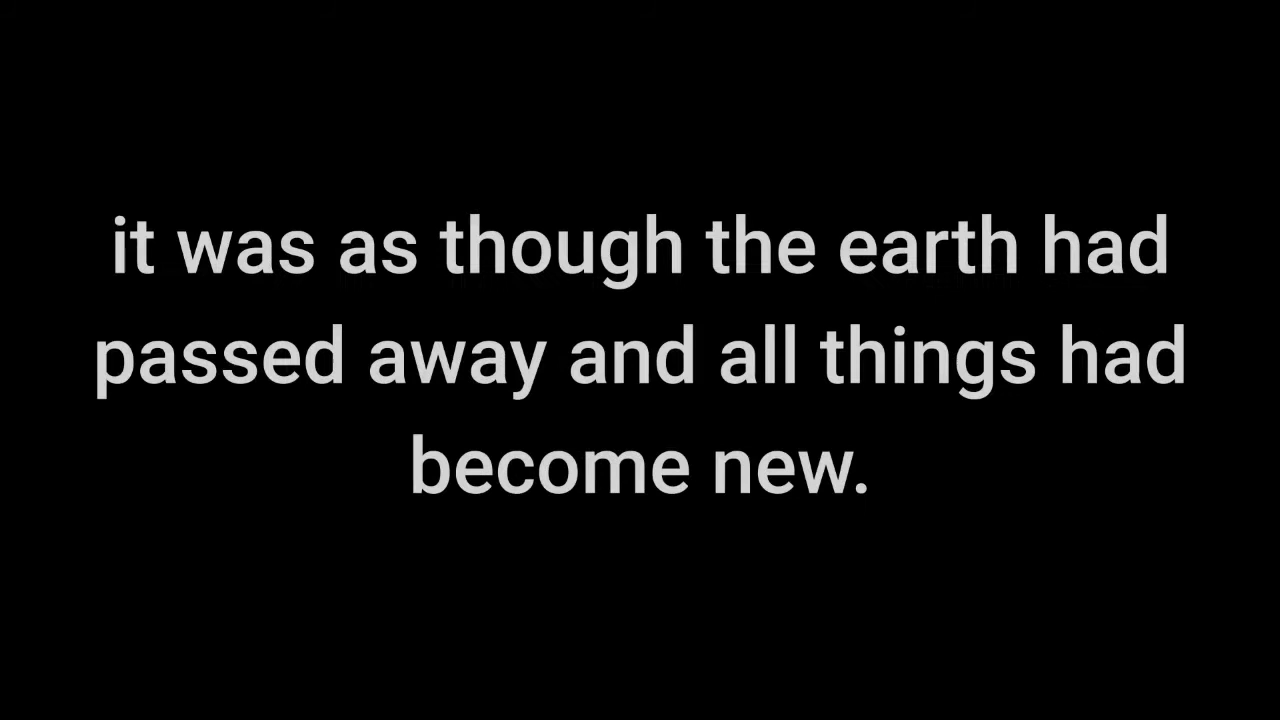 it was as though the earth had
passed away and all things had
become new.